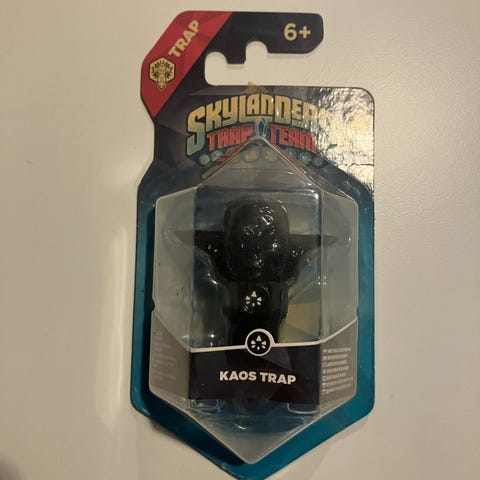 TRAP
6+
SKYLANDERS
TRAP TEAM
KAOS TRAP